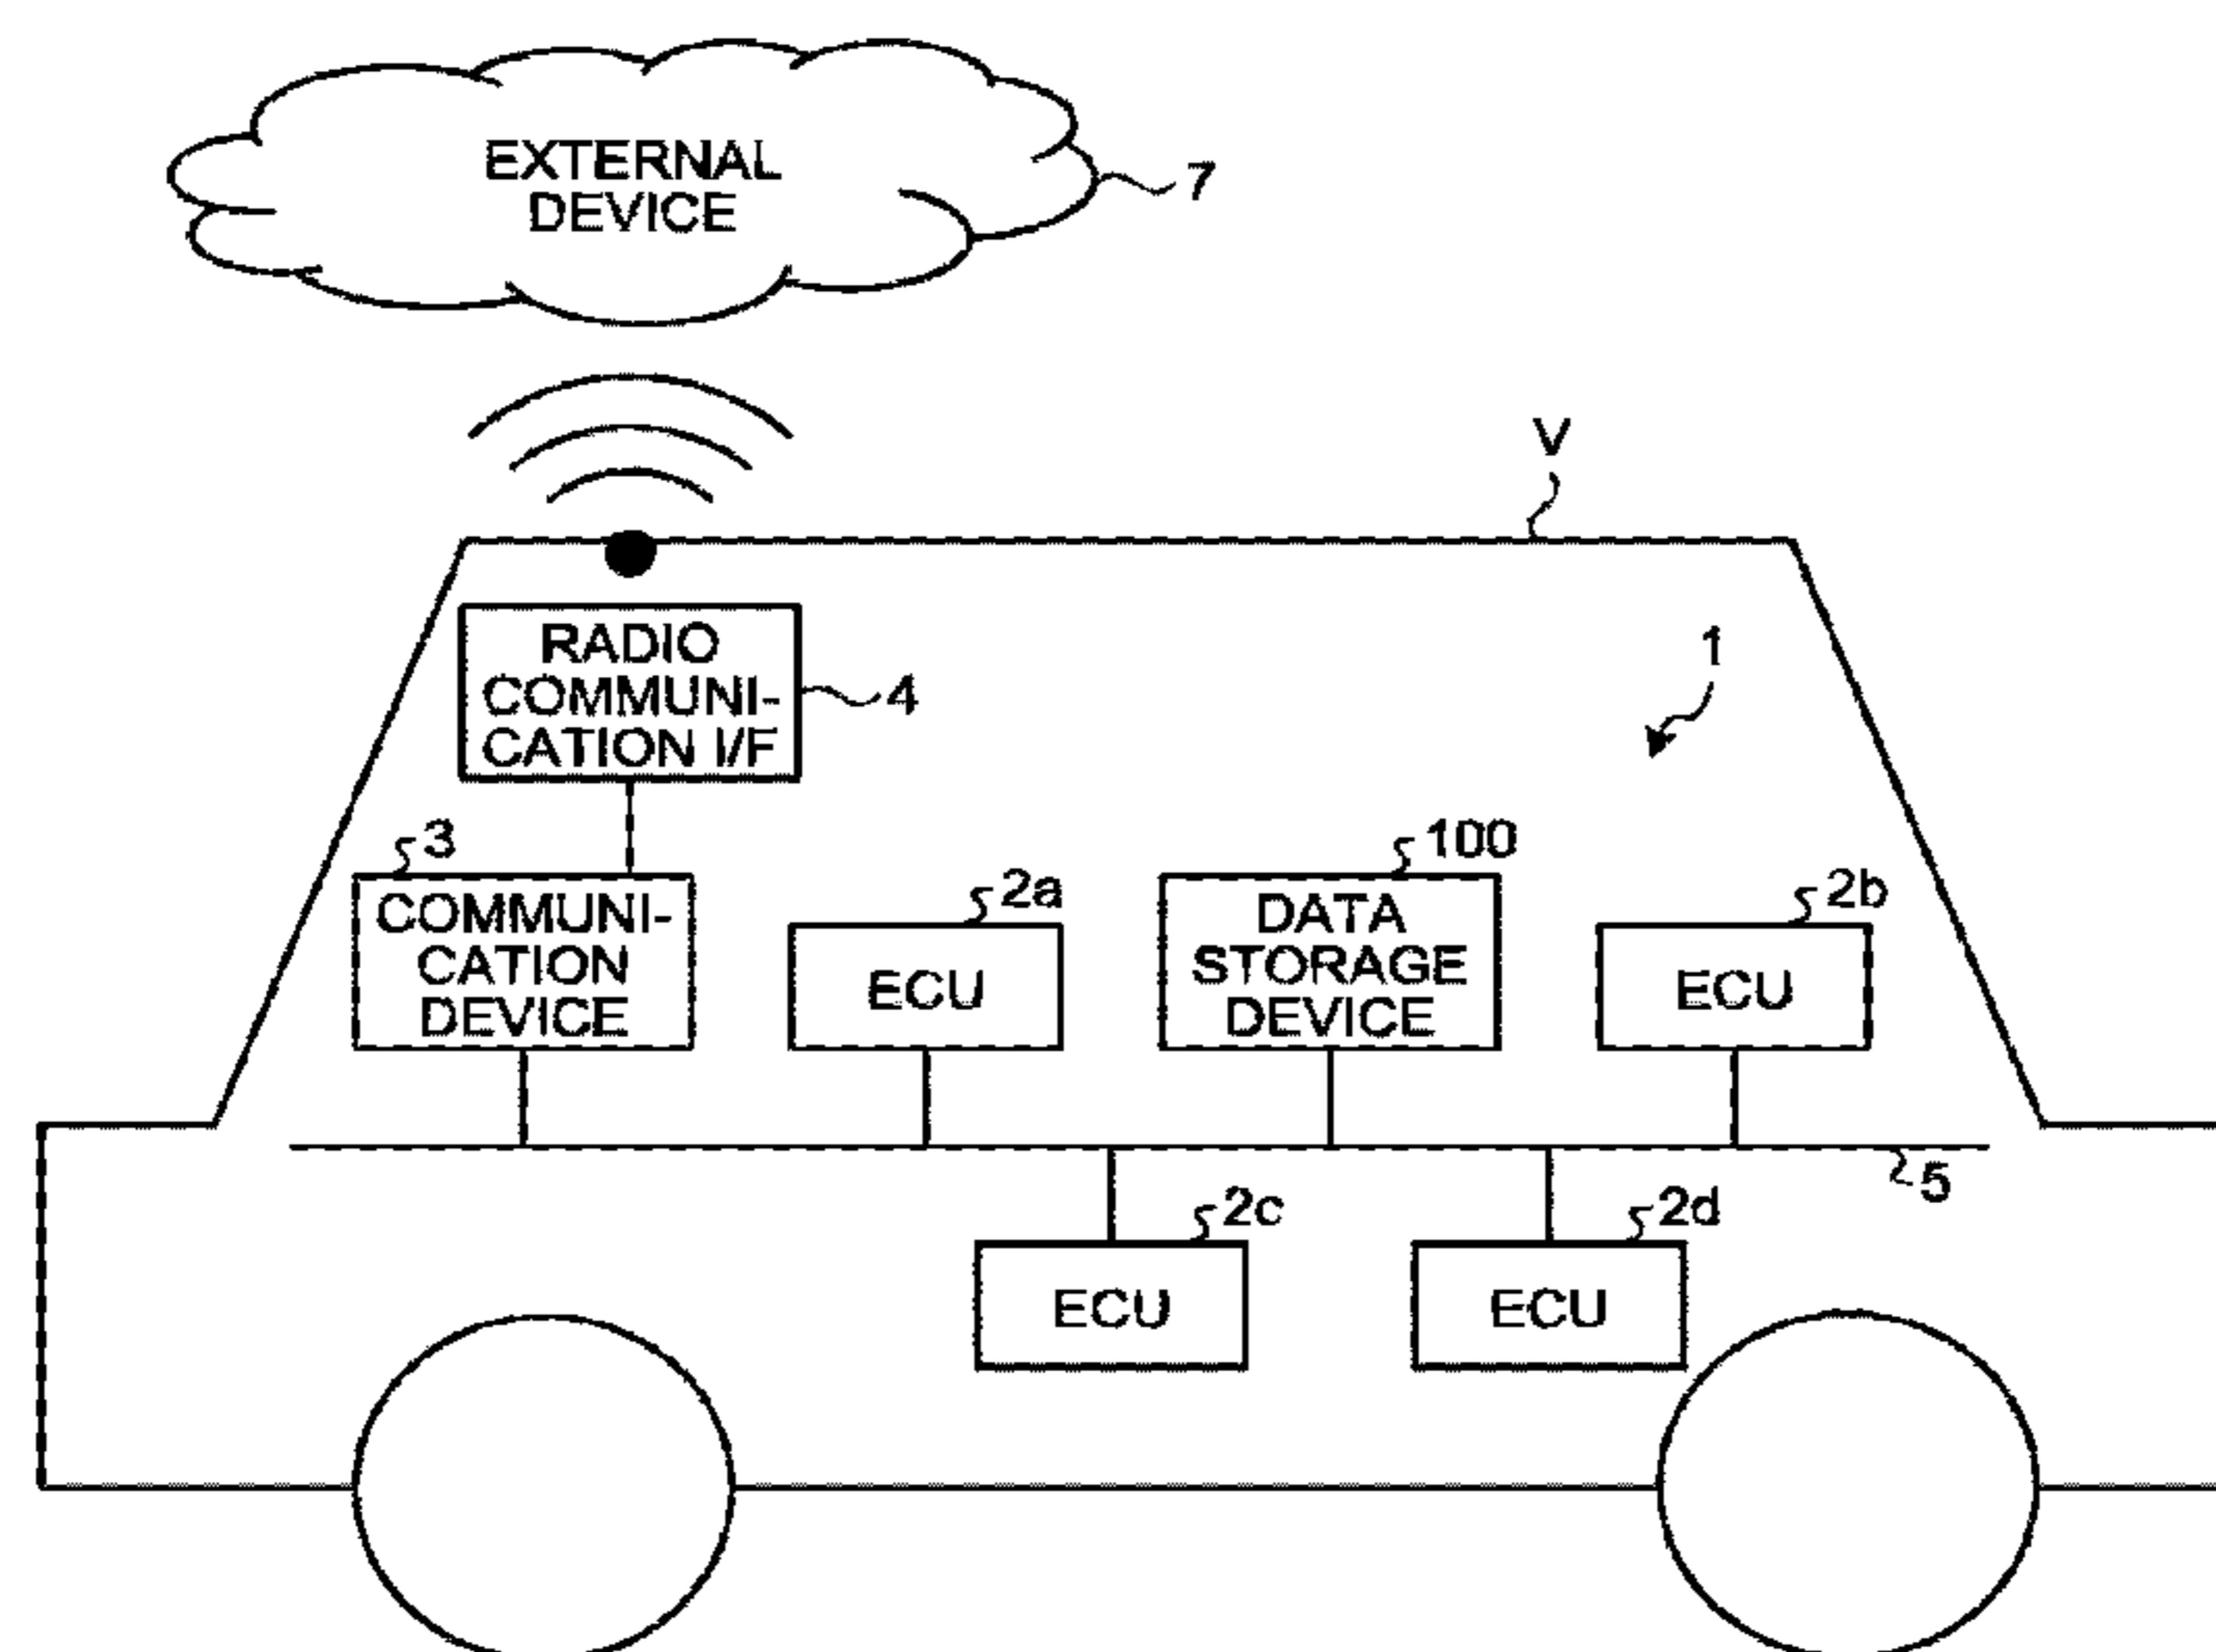 EXTERNAL
DEVICE
7
V
RADIO
COMMUNI-
CATION I/F
4
1
3
COMMUNI-
CATION
DEVICE
2a
ECU
100
DATA
STORAGE
DEVICE
2b
ECU
5
2c
ECU
2d
ECU